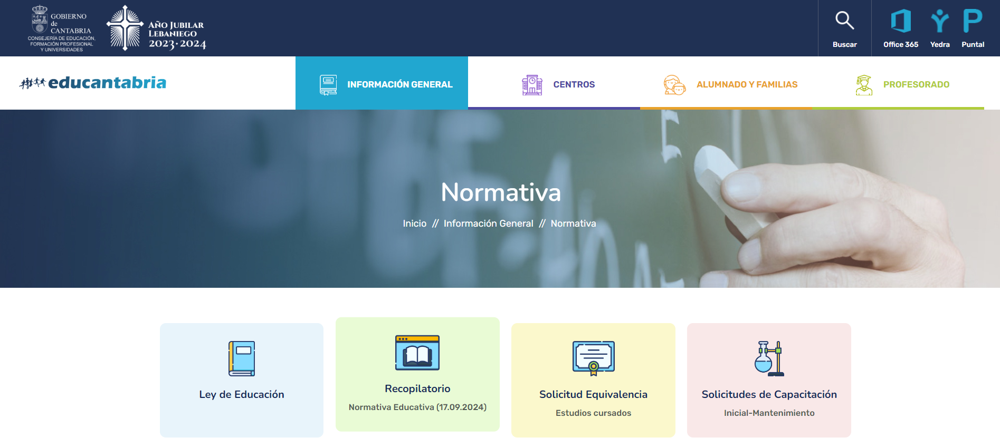 GOBIERNO
de
CANTABRIA
CONSEJERÍA DE EDUCACIÓN,
FORMACIÓN PROFESIONAL
Y UNIVERSIDADES
AÑO JUBILAR
LEBANIEGO
2023·2024
Buscar
Office 365
Yedra
Puntal
educantabria
INFORMACIÓN GENERAL
CENTROS
ALUMNADO Y FAMILIAS
PROFESORADO
Normativa
Inicio // Información General // Normativa
Ley de Educación
Recopilatorio
Normativa Educativa (17.09.2024)
Solicitud Equivalencia
Estudios cursados
Solicitudes de Capacitación
Inicial-Mantenimiento